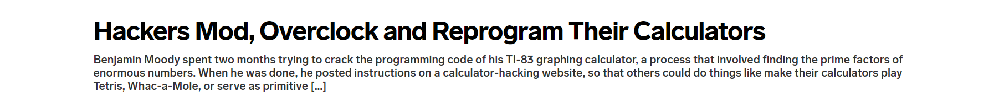 Hackers Mod, Overclock and Reprogram Their Calculators
Benjamin Moody spent two months trying to crack the programming code of his TI-83 graphing calculator, a process that involved finding the prime factors of
enormous numbers. When he was done, he posted instructions on a calculator-hacking website, so that others could do things like make their calculators play
Tetris, Whac-a-Mole, or serve as primitive [...]